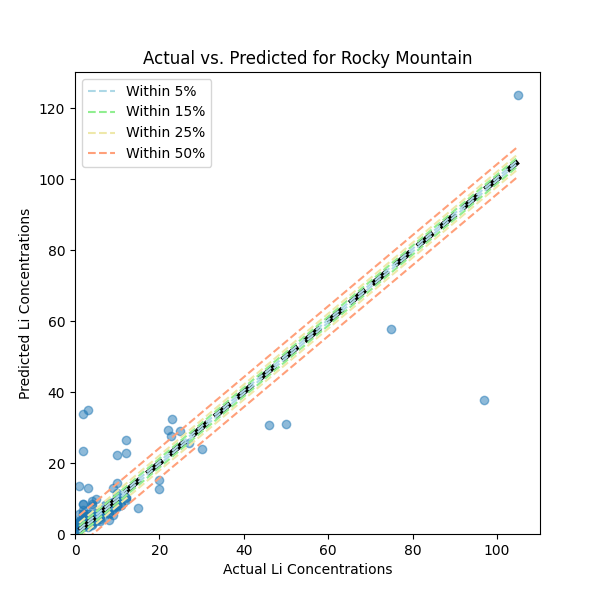 Actual vs. Predicted for Rocky Mountain
Within 5%
Within 15%
Within 25%
Within 50%
Predicted Li Concentrations
120
100
80
60
40
20
0
0 20 40 60 80 100
Actual Li Concentrations